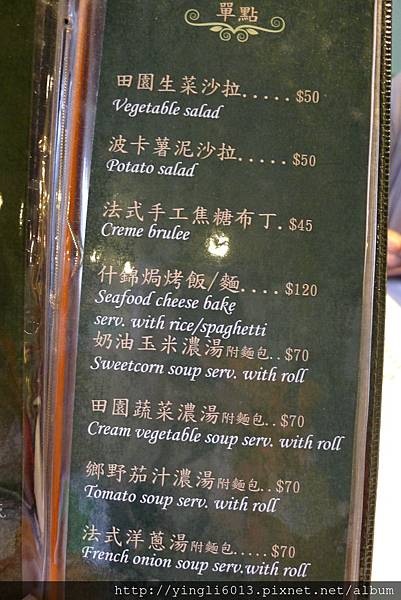 單點
田園生菜沙拉.....$50
Vegetable salad
波卡薯泥沙拉.....$50
Potato salad
法式手工焦糖布丁.$45
Creme brulee
什錦焗烤飯/麵....$120
Seafood cheese bake
serv. with rice/spaghetti
奶油玉米濃湯附麵包..$70
Sweetcorn soup serv. with roll
田園蔬菜濃湯附麵包..$70
Cream vegetable soup serv. with roll
鄉野茄汁濃湯附麵包..$70
Tomato soup serv. with roll
法式洋蔥湯附麵包.....$70
French onion soup serv.with roll
http://yingli6013.pixnet.net/album